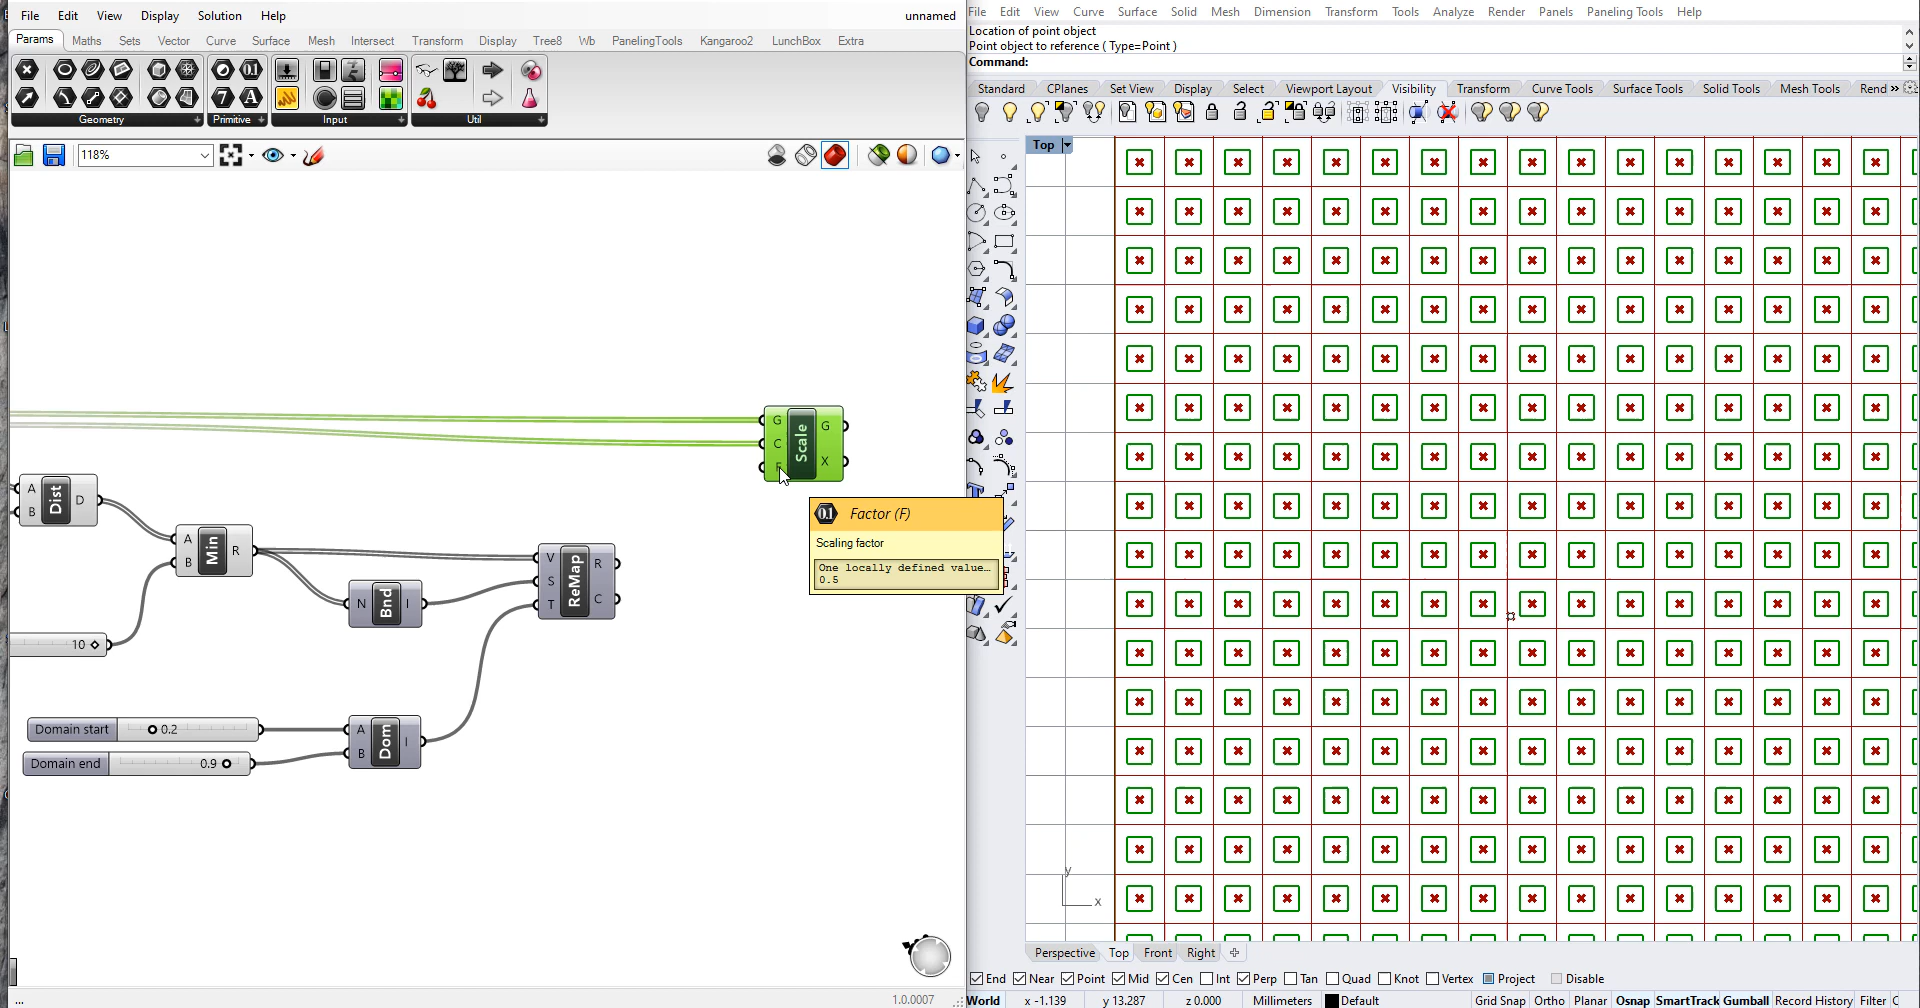 File Edit View Display Solution Help unnamed
Params Maths Sets Vector Curve Surface Mesh Intersect Transform Display Tree8 Wb PanelingTools Kangaroo2 LunchBox Extra
Geometry Primitive Input Util
118%
G
C
F
Scale
G
X
Factor (F)
Scaling factor
One locally defined value…
0.5
A
B
Dist
D
A
B
Min
R
N
Bnd
I
V
S
T
ReMap
R
C
10
Domain start 0.2
Domain end 0.9
A
B
Dom
I
...
1.0.0007
File Edit View Curve Surface Solid Mesh Dimension Transform Tools Analyze Render Panels Paneling Tools Help
Location of point object
Point object to reference ( Type=Point )
Command:
Standard CPlanes Set View Display Select Viewport Layout Visibility Transform Curve Tools Surface Tools Solid Tools Mesh Tools Rend »
Top
y
x
Perspective Top Front Right
End Near Point Mid Cen Int Perp Tan Quad Knot Vertex Project Disable
World x -1.139 y 13.287 z 0.000 Millimeters Default Grid Snap Ortho Planar Osnap SmartTrack Gumball Record History Filter C